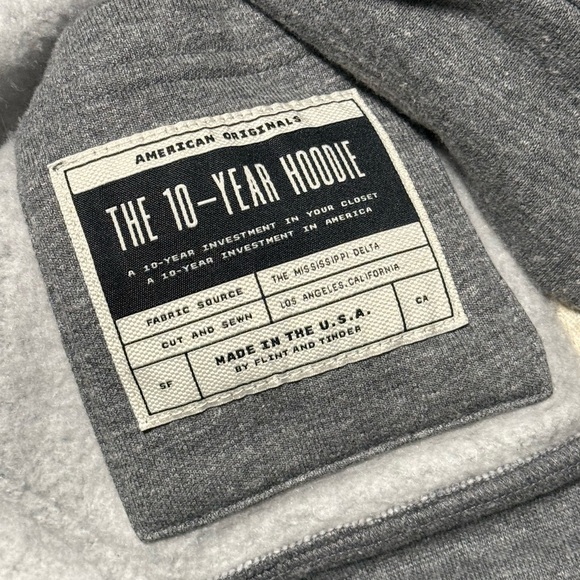 AMERICAN ORIGINALS
THE 10-YEAR HOODIE
A 10-YEAR INVESTMENT IN YOUR CLOSET
A 10-YEAR INVESTMENT IN AMERICA
FABRIC SOURCE THE MISSISSIPPI DELTA
CUT AND SEWN LOS ANGELES, CALIFORNIA
SF MADE IN THE U.S.A. CA
BY FLINT AND TINDER